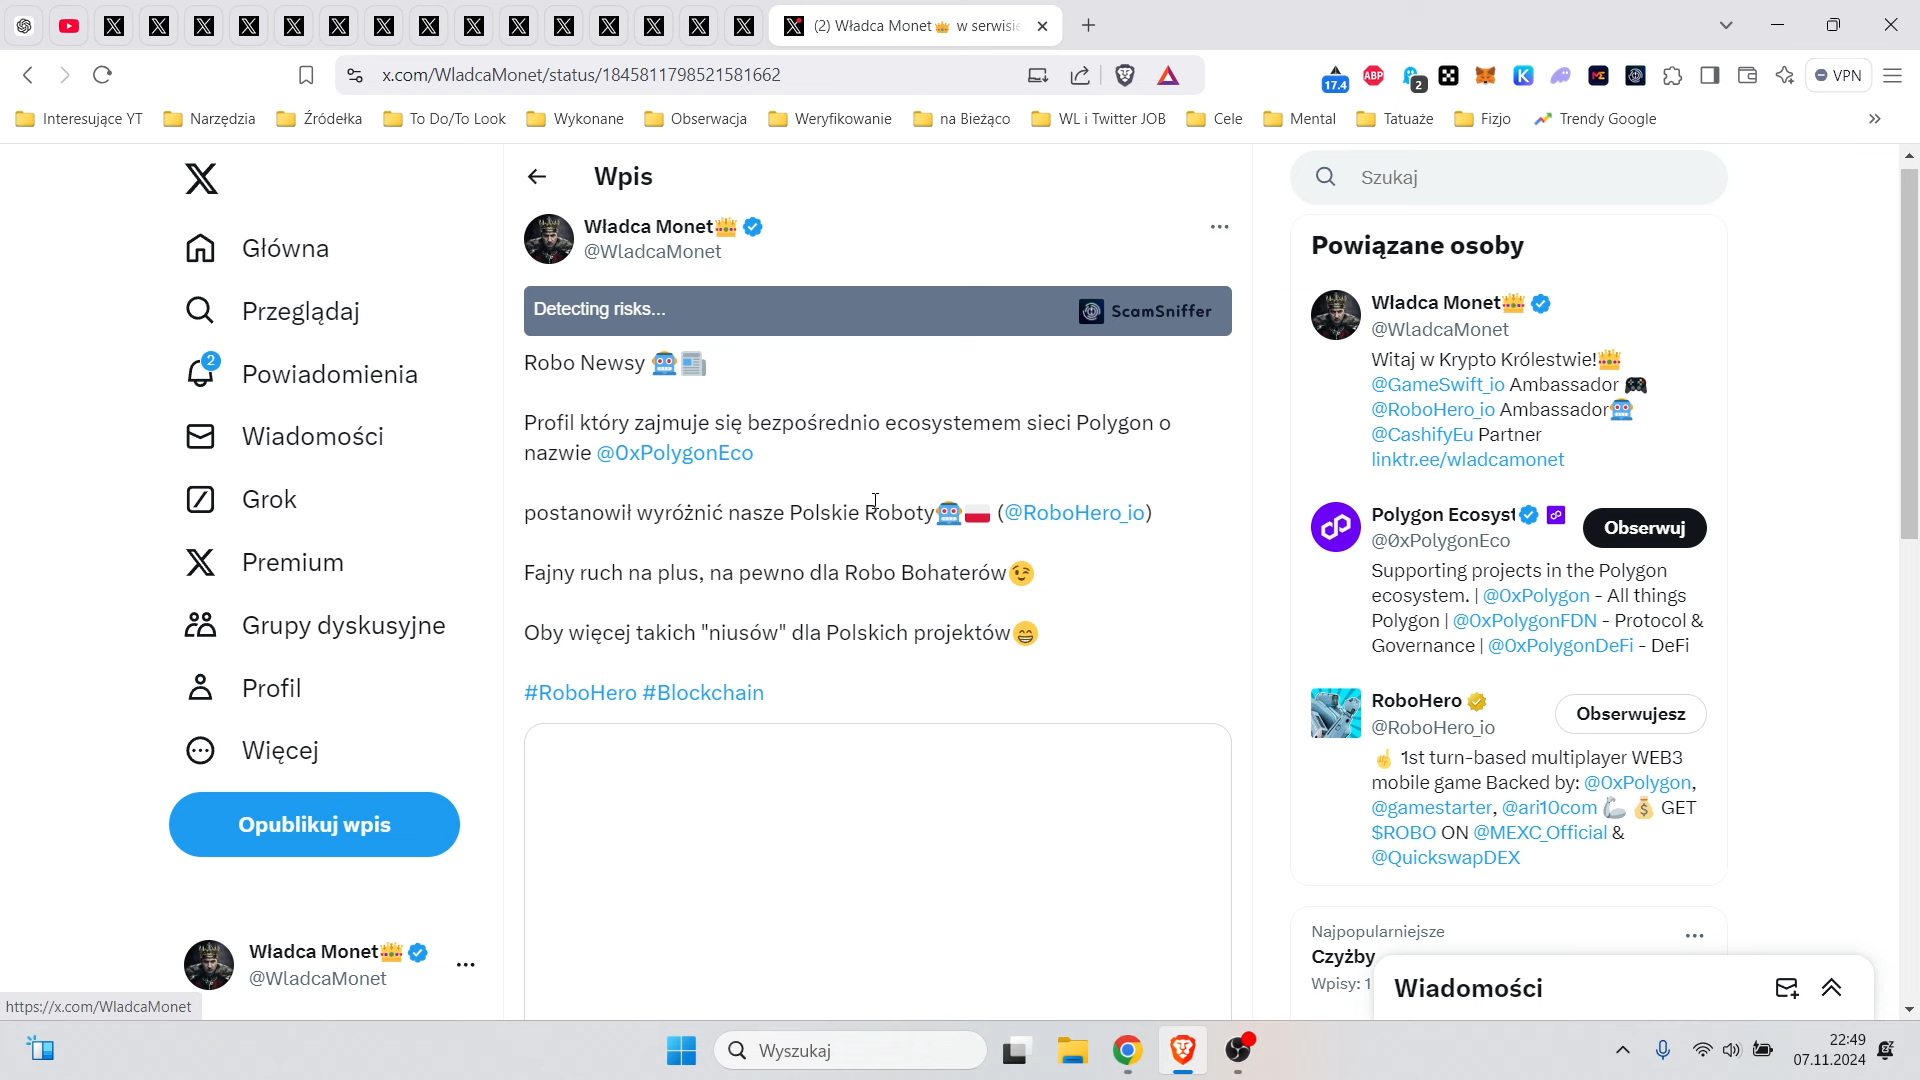 (2) Władca Monet👑 w serwisie
x.com/WladcaMonet/status/1845811798521581662
17.4
ABP
2
VPN
Interesujące YT
Narzędzia
Źródełka
To Do/To Look
Wykonane
Obserwacja
Weryfikowanie
na Bieżąco
WL i Twitter JOB
Cele
Mental
Tatuaże
Fizjo
Trendy Google
Główna
Przeglądaj
2
Powiadomienia
Wiadomości
Grok
Premium
Grupy dyskusyjne
Profil
Więcej
Opublikuj wpis
Władca Monet👑
@WladcaMonet
https://x.com/WladcaMonet
Wpis
Władca Monet👑
@WladcaMonet
Detecting risks...
ScamSniffer
Robo Newsy 🤖📰
Profil który zajmuje się bezpośrednio ecosystemem sieci Polygon o
nazwie @0xPolygonEco
postanowił wyróżnić nasze Polskie Roboty🤖🇵🇱 (@RoboHero_io)
Fajny ruch na plus, na pewno dla Robo Bohaterów😉
Oby więcej takich "niusów" dla Polskich projektów😁
#RoboHero #Blockchain
Szukaj
Powiązane osoby
Władca Monet👑
@WladcaMonet
Witaj w Krypto Królestwie!👑
@GameSwift_io Ambassador 🎮
@RoboHero_io Ambassador🤖
@CashifyEu Partner
linktr.ee/wladcamonet
Polygon Ecosyst
@0xPolygonEco
Obserwuj
Supporting projects in the Polygon
ecosystem. | @0xPolygon - All things
Polygon | @0xPolygonFDN - Protocol &
Governance | @0xPolygonDeFi - DeFi
RoboHero
@RoboHero_io
Obserwujesz
☝ 1st turn-based multiplayer WEB3
mobile game Backed by: @0xPolygon,
@gamestarter, @ari10com 🦾 💰 GET
$ROBO ON @MEXC_Official &
@QuickswapDEX
Najpopularniejsze
Czyżby
Wpisy: 1
Wiadomości
Wyszukaj
22:49
07.11.2024